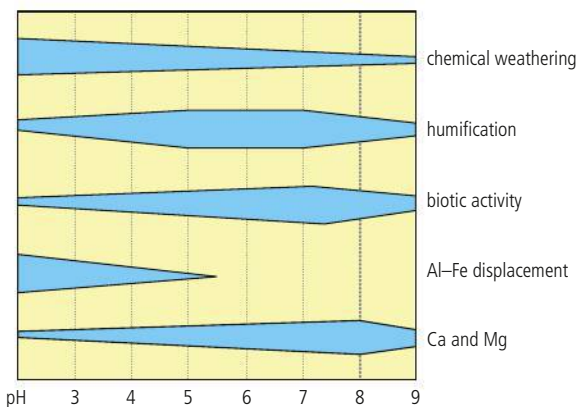 chemical weathering
humification
biotic activity
Al–Fe displacement
Ca and Mg
pH 3 4 5 6 7 8 9